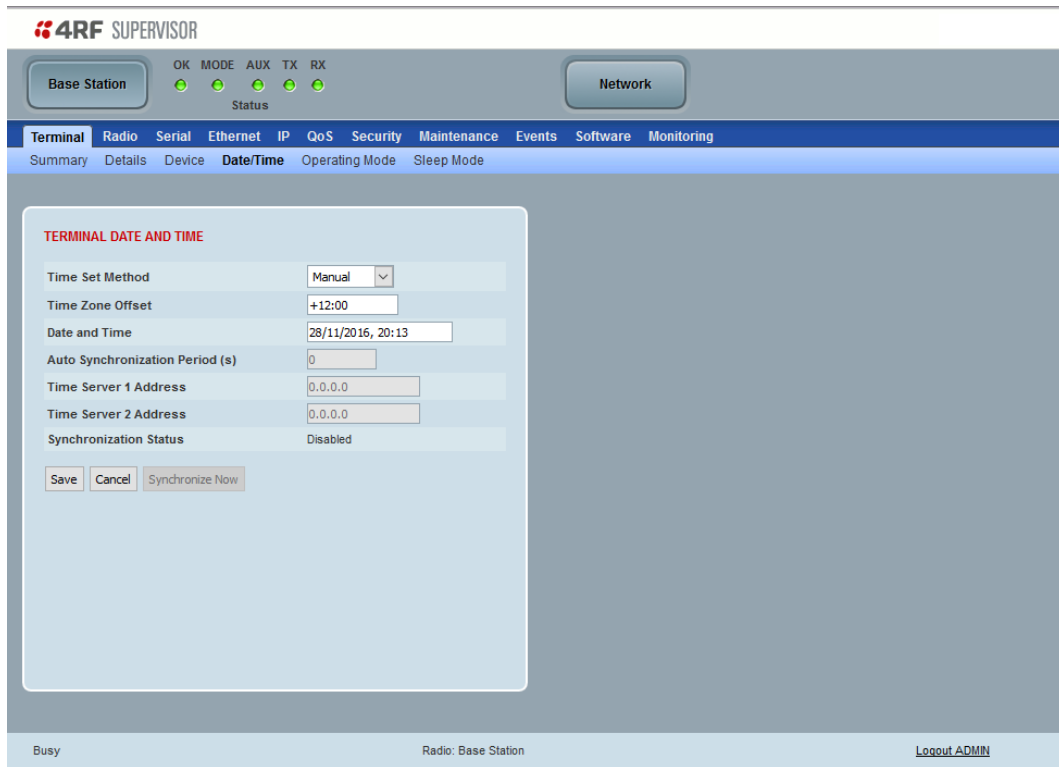 4RF SUPERVISOR
Base Station
OK MODE AUX TX RX
Status
Network
Terminal Radio Serial Ethernet IP QoS Security Maintenance Events Software Monitoring
Summary Details Device Date/Time Operating Mode Sleep Mode
TERMINAL DATE AND TIME
Time Set Method Manual
Time Zone Offset +12:00
Date and Time 28/11/2016, 20:13
Auto Synchronization Period (s) 0
Time Server 1 Address 0.0.0.0
Time Server 2 Address 0.0.0.0
Synchronization Status Disabled
Save Cancel Synchronize Now
Busy Radio: Base Station Logout ADMIN